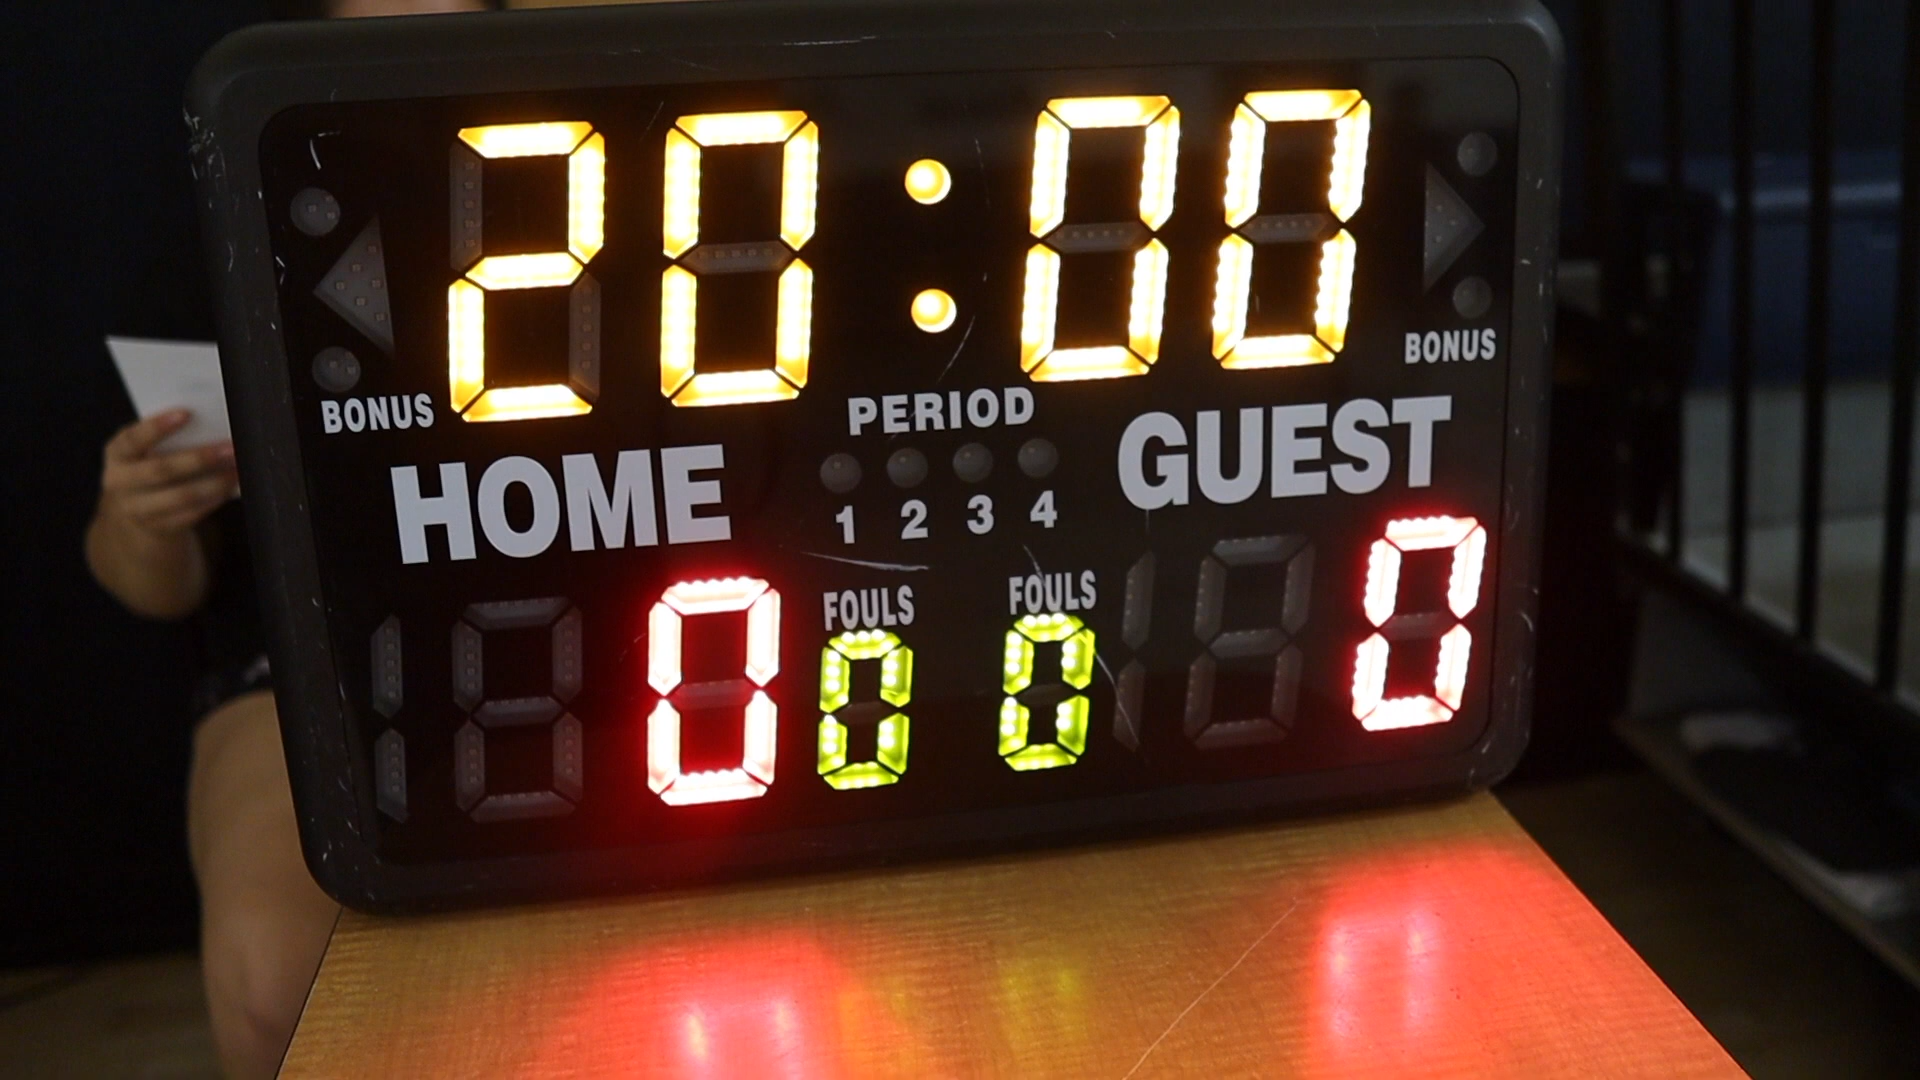 20:00
BONUS PERIOD BONUS
HOME GUEST
1 2 3 4
FOULS FOULS
0 0 0 0